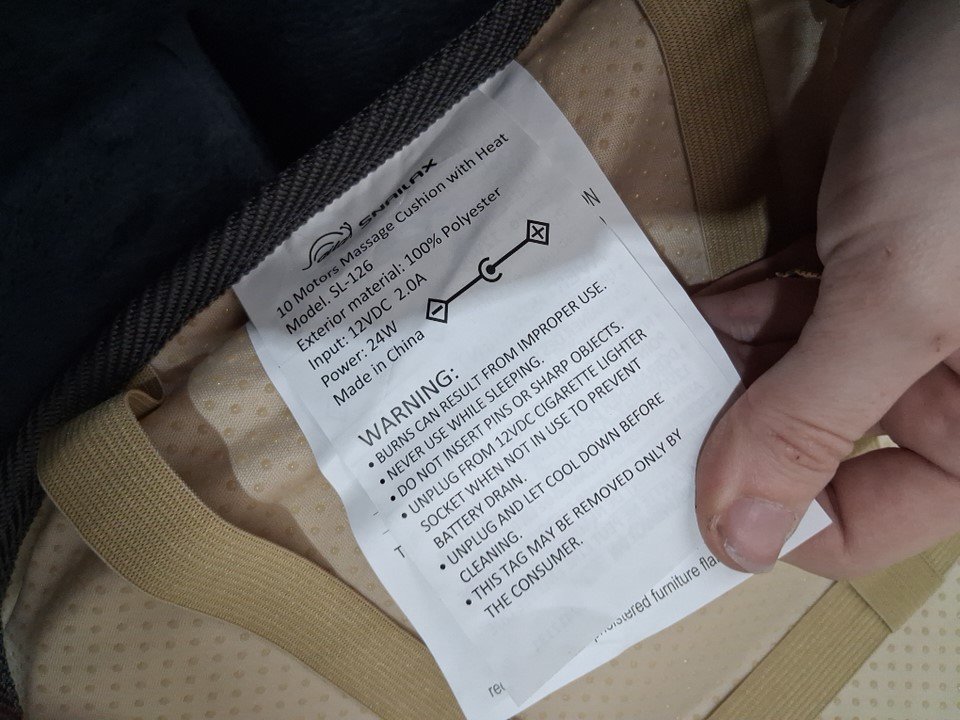 SNAILAX
10 Motors Massage Cushion with Heat
Model. SL-126
Exterior material: 100% Polyester
Input: 12VDC 2.0A
Power: 24W
Made in China
WARNING:
• BURNS CAN RESULT FROM IMPROPER USE.
• NEVER USE WHILE SLEEPING.
• DO NOT INSERT PINS OR SHARP OBJECTS.
• UNPLUG FROM 12VDC CIGARETTE LIGHTER
SOCKET WHEN NOT IN USE TO PREVENT
BATTERY DRAIN.
• UNPLUG AND LET COOL DOWN BEFORE
CLEANING.
• THIS TAG MAY BE REMOVED ONLY BY
THE CONSUMER.
furniture